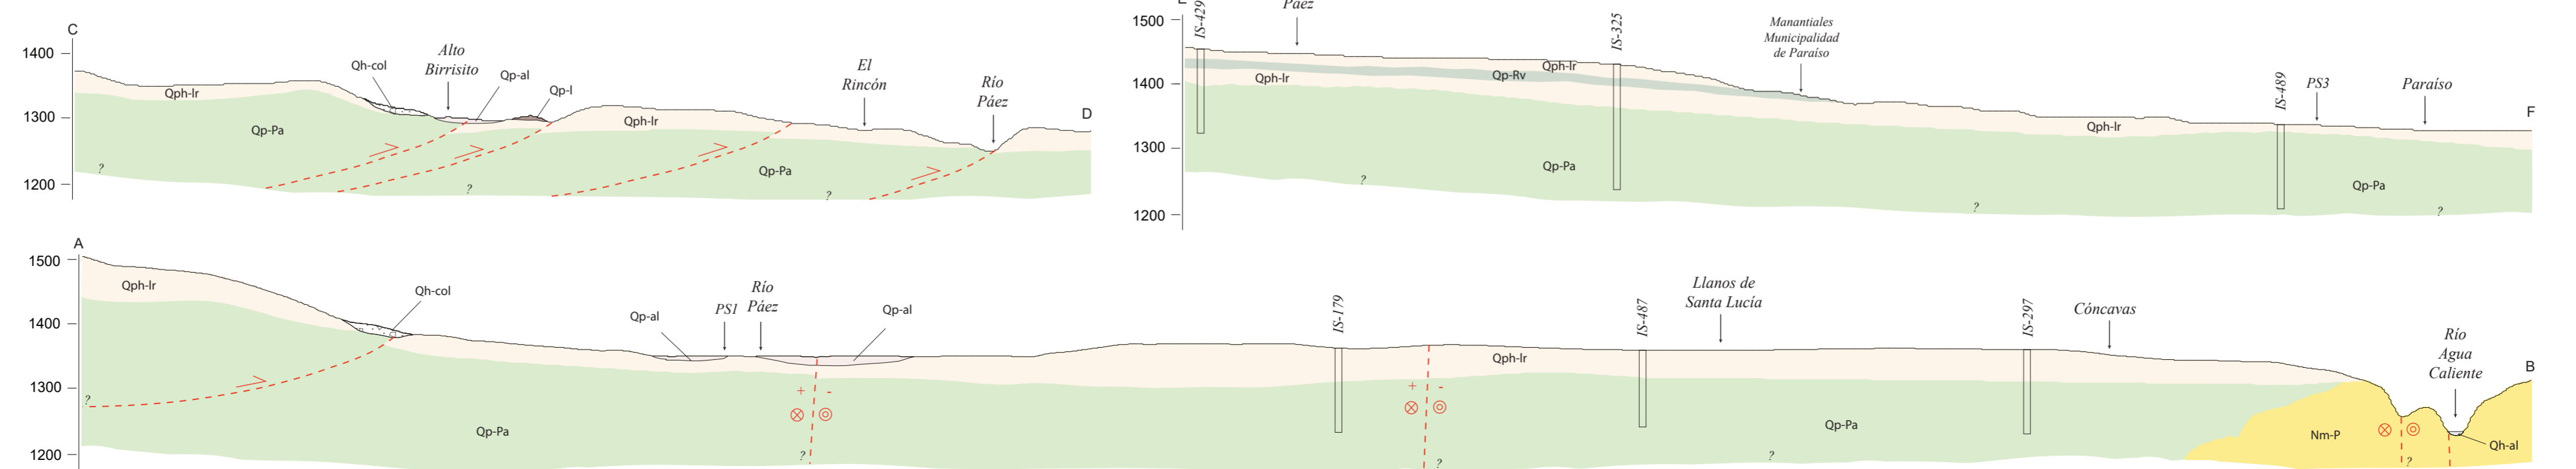 C
1400
1300
1200
Qph-lr
Qh-col
Alto
Birrisito
Qp-al
Qp-l
Qp-Pa
?
?
Qph-lr
Qp-Pa
?
El
Rincón
Río
Páez
D
1500
1400
1300
1200
IS-429
Páez
Qph-lr
Qp-Rv
Qph-lr
IS-325
Manantiales
Municipalidad
de Paraíso
Qp-Pa
?
Qph-lr
?
IS-489
PS3
Paraíso
Qp-Pa
?
F
A
1500
1400
1300
1200
Qph-lr
Qh-col
?
Qp-Pa
Qp-al
PS1
Río
Páez
Qp-al
+ -
?
IS-179
+ -
?
Qph-lr
IS-487
Llanos de
Santa Lucía
?
Qp-Pa
IS-297
Cóncavas
Río
Agua
Caliente
B
Nm-P
?
Qh-al